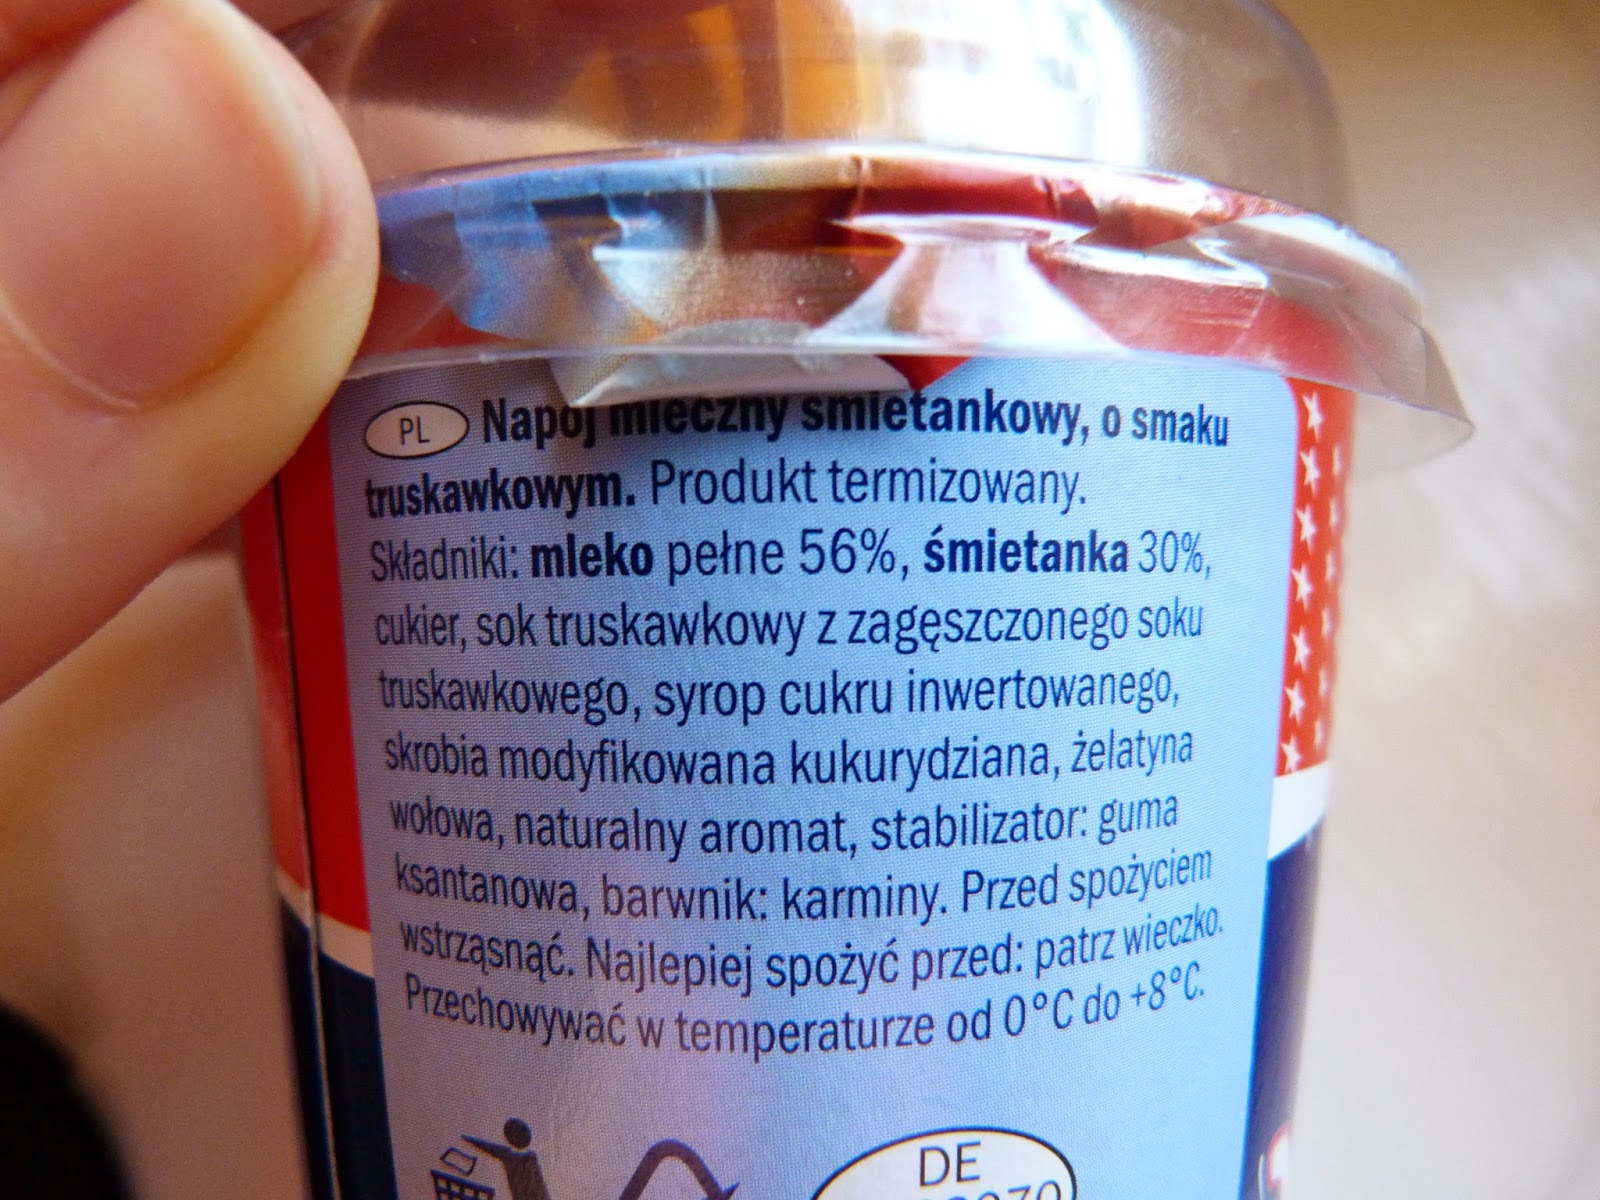 PL Napój mleczny śmietankowy, o smaku
truskawkowym. Produkt termizowany.
Składniki: mleko pełne 56%, śmietanka 30%,
cukier, sok truskawkowy z zagęszczonego soku
truskawkowego, syrop cukru inwertowanego,
skrobia modyfikowana kukurydziana, żelatyna
wołowa, naturalny aromat, stabilizator: guma
ksantanowa, barwnik: karminy. Przed spożyciem
wstrząsnąć. Najlepiej spożyć przed: patrz wieczko.
Przechowywać w temperaturze od 0°C do +8°C.
DE